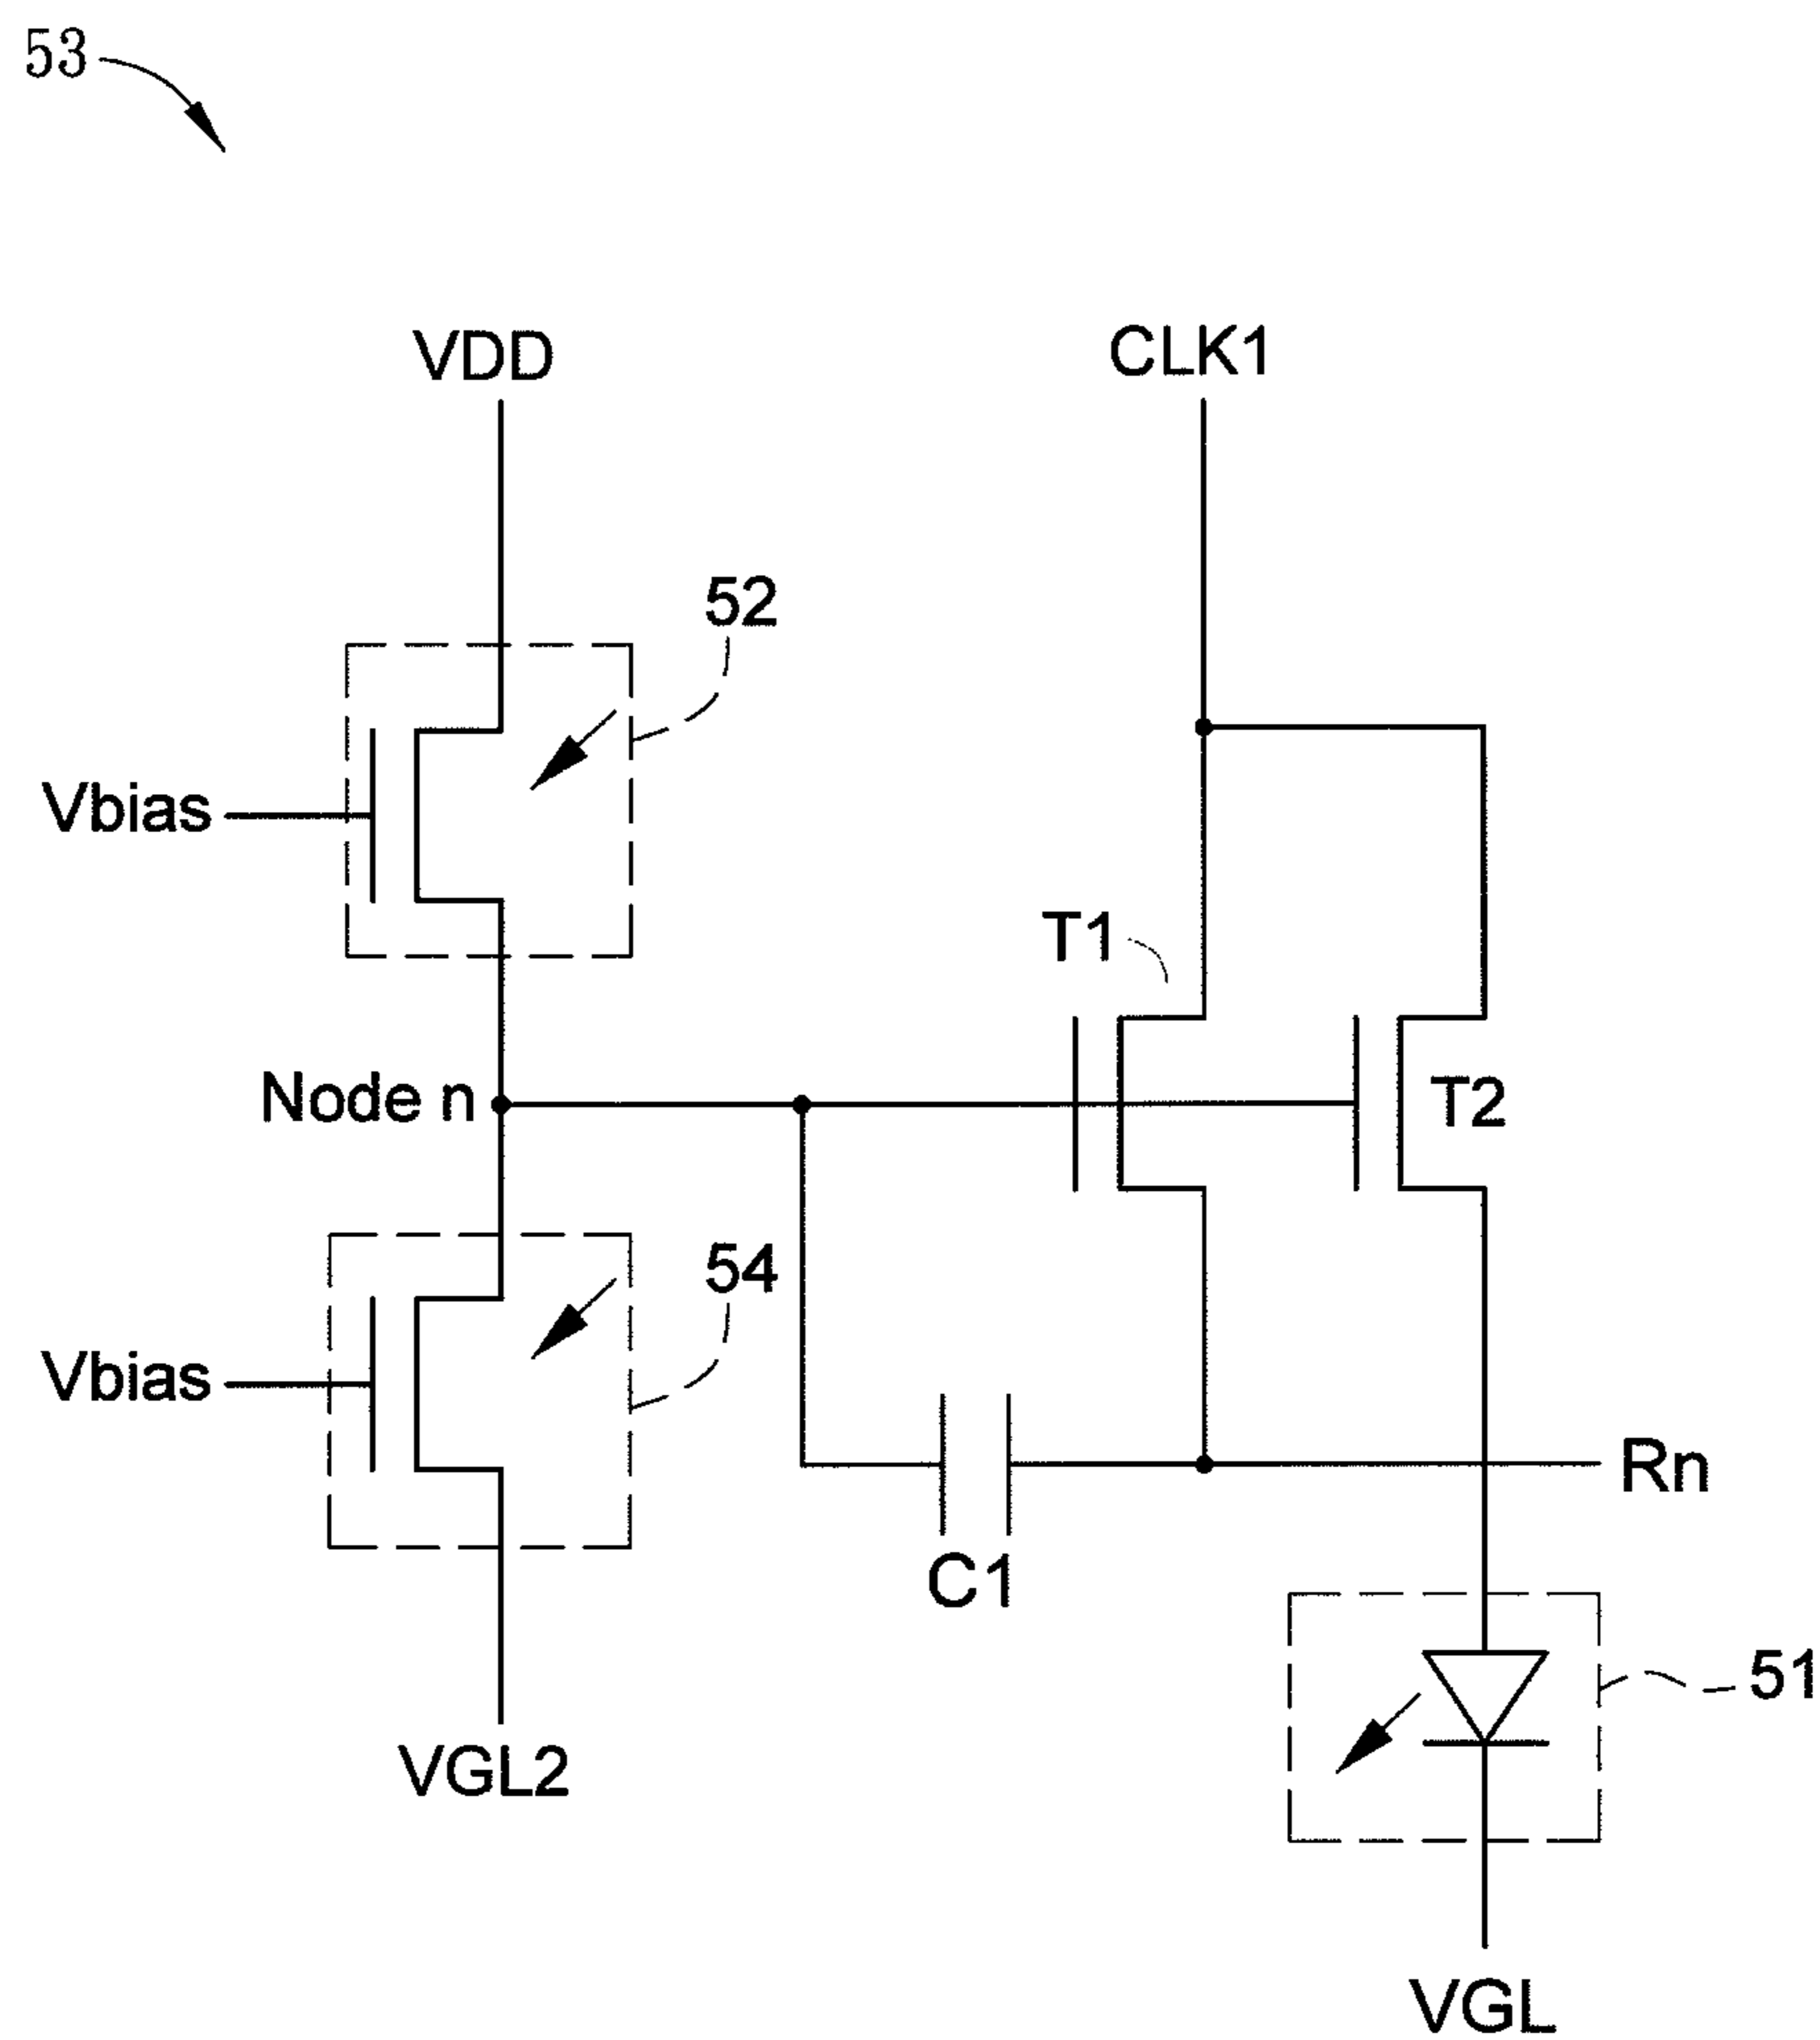 53
VDD
CLK1
52
Vbias
T1
Node n
T2
54
Vbias
Rn
C1
51
VGL2
VGL